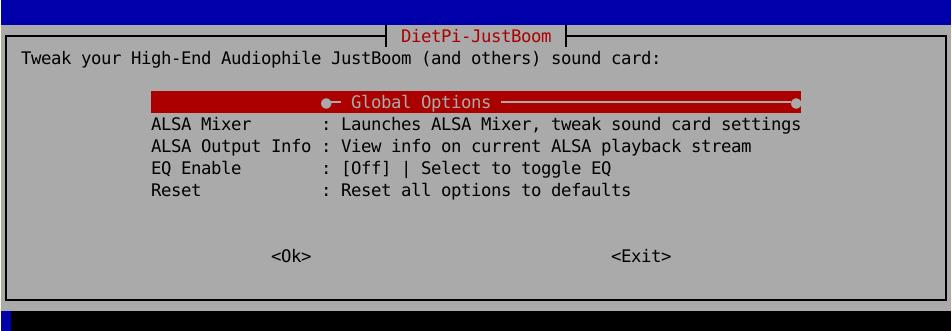 DietPi-JustBoom
Tweak your High-End Audiophile JustBoom (and others) sound card:
Global Options
ALSA Mixer : Launches ALSA Mixer, tweak sound card settings
ALSA Output Info : View info on current ALSA playback stream
EQ Enable : [Off] | Select to toggle EQ
Reset : Reset all options to defaults
<Ok> <Exit>